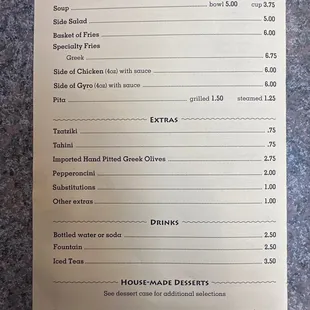 Soup bowl 5.00 cup 3.75
Side Salad 5.00
Basket of Fries 6.00
Specialty Fries
Greek 6.75
Side of Chicken (4oz) with sauce 6.00
Side of Gyro (4oz) with sauce 6.00
Pita grilled 1.50 steamed 1.25
EXTRAS
Tzatziki .75
Tahini .75
Imported Hand Pitted Greek Olives 2.75
Pepperoncini 2.00
Substitutions 1.00
Other extras 1.00
DRINKS
Bottled water or soda 2.50
Fountain 2.50
Iced Teas 3.50
HOUSE-MADE DESSERTS
See dessert case for additional selections